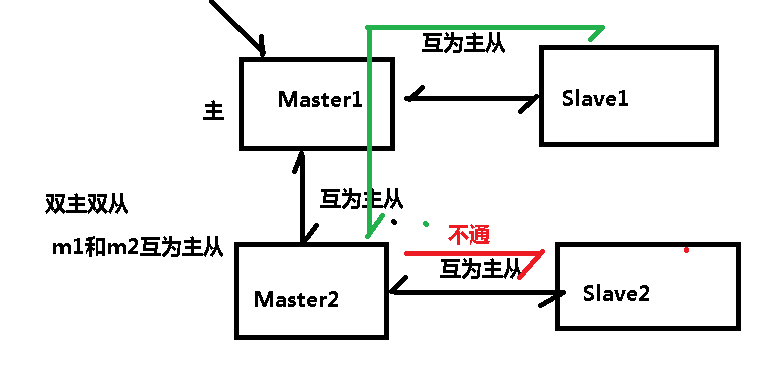 互为主从
Master1
Slave1
主
互为主从
双主双从
m1和m2互为主从
不通
互为主从
Master2
Slave2